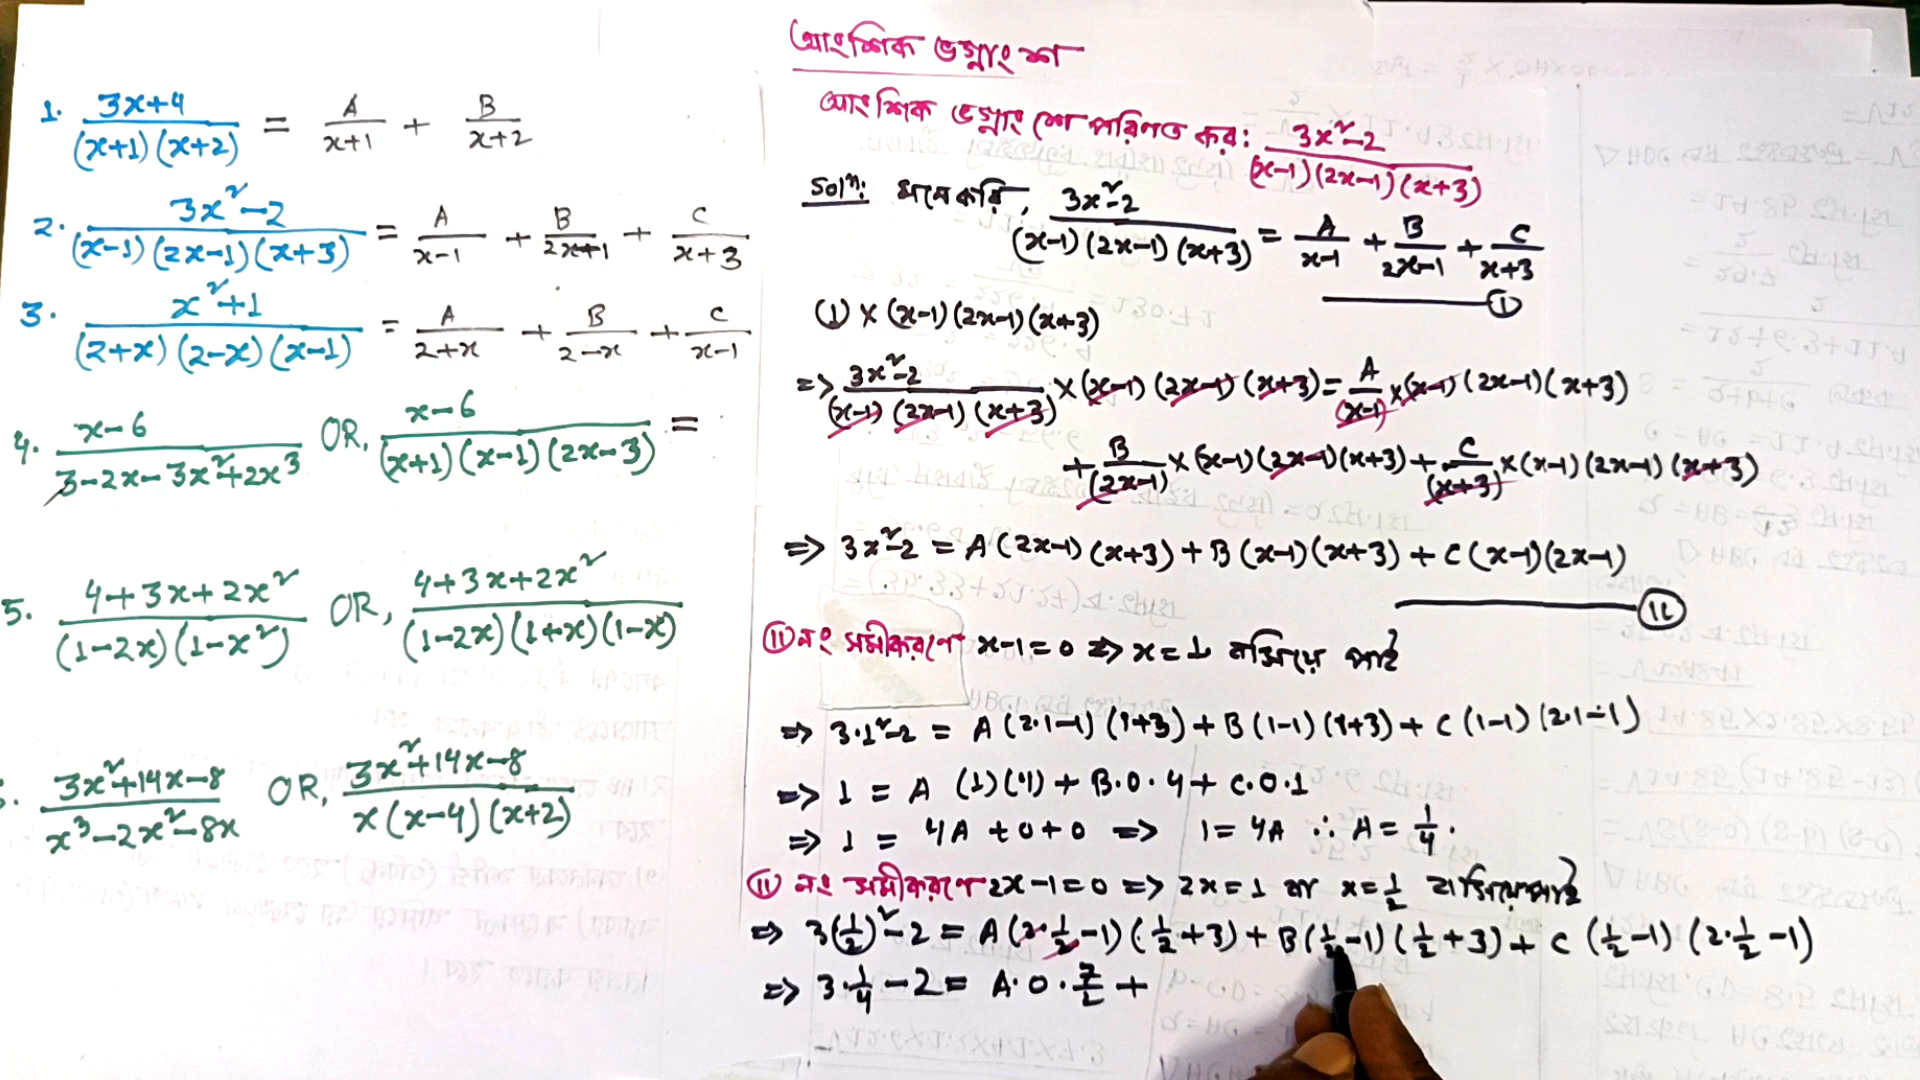 1. 3x+4 / (x+1)(x+2) = A / x+1 + B / x+2
2. 3x²-2 / (x-1)(2x-1)(x+3) = A / x-1 + B / 2x+1 + C / x+3
3. x²+1 / (2+x)(2-x)(x-1) = A / 2+x + B / 2-x + C / x-1
4. x-6 / 3-2x-3x²+2x³ OR, x-6 / (x+1)(x-1)(2x-3) =
5. 4+3x+2x² / (1-2x)(1-x²) OR, 4+3x+2x² / (1-2x)(1+x)(1-x)
3x²+14x-8 / x³-2x²-8x OR, 3x²+14x-8 / x(x-4)(x+2)
আংশিক ভগ্নাংশ
আংশিক ভগ্নাংশে পরিণত কর: 3x²-2 / (x-1)(2x-1)(x+3)
Solⁿ: মনেকরি, 3x²-2 / (x-1)(2x-1)(x+3) = A / x-1 + B / 2x-1 + C / x+3
①
(1) × (x-1)(2x-1)(x+3)
=> 3x²-2 / (x-1)(2x-1)(x+3) × (x-1)(2x-1)(x+3) = A / (x-1) × (x-1)(2x-1)(x+3)
+ B / (2x-1) × (x-1)(2x-1)(x+3) + C / (x+3) × (x-1)(2x-1)(x+3)
=> 3x²-2 = A(2x-1)(x+3) + B(x-1)(x+3) + C(x-1)(2x-1)
⑪
⑪ নং সমীকরণে x-1=0 => x=1 বসিয়ে পাই
=> 3·1²-2 = A(2·1-1)(1+3) + B(1-1)(1+3) + C(1-1)(2·1-1)
=> 1 = A (1)(4) + B.0.4 + C.0.1
=> 1 = 4A +0+0 => 1=4A ∴ A = 1/4.
⑪ নং সমীকরণে 2x-1=0 => 2x=1 বা x=1/2 বসিয়ে পাই
=> 3(1/2)²-2 = A(2·1/2-1)(1/2+3) + B(1/2-1)(1/2+3) + C(1/2-1)(2·1/2-1)
=> 3·1/4-2 = A·0·7/2 +